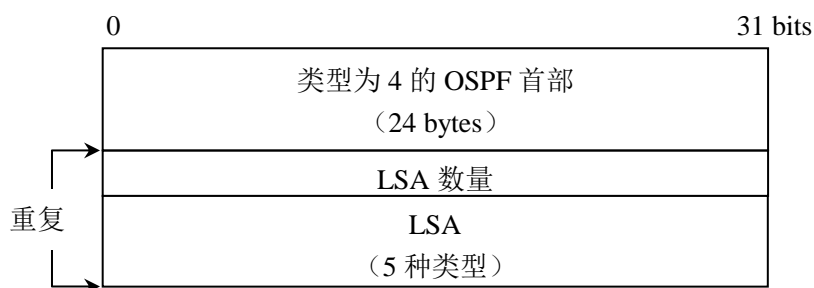 0 31 bits
类型为 4 的 OSPF 首部
（24 bytes）
LSA 数量
重复
LSA
（5 种类型）